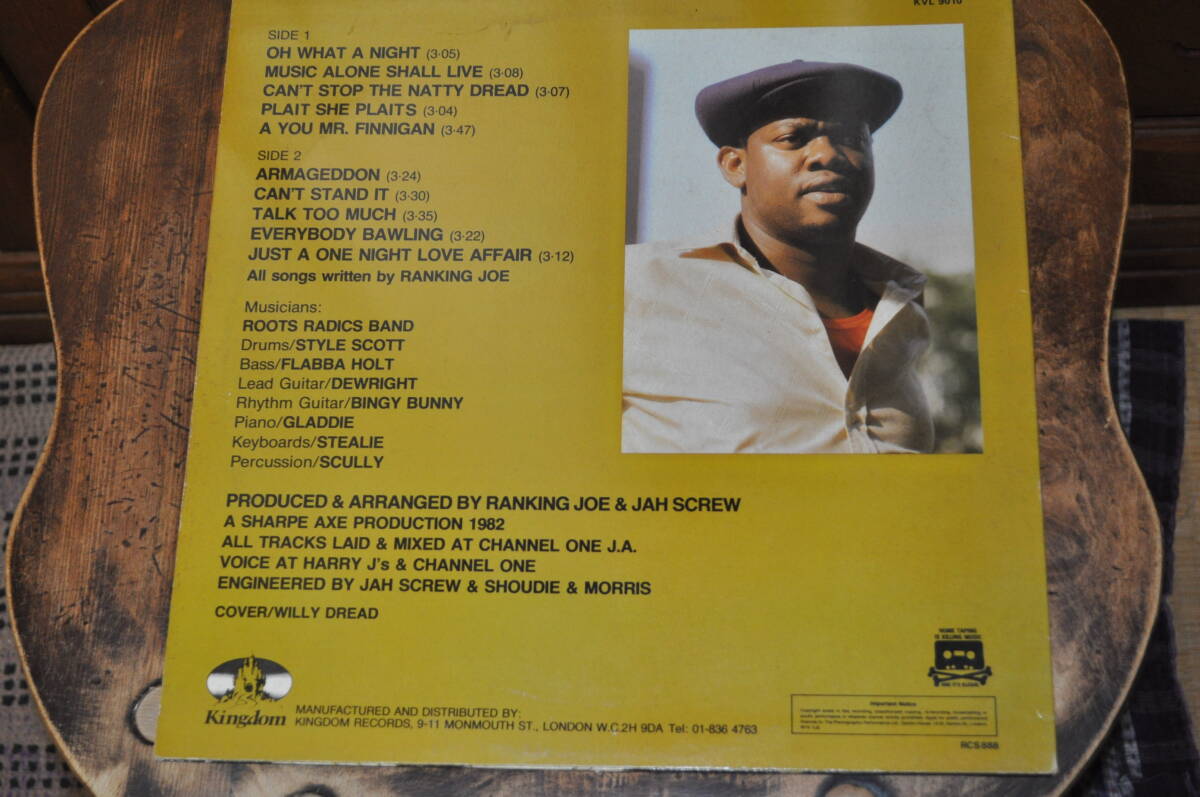 KVL 9010
SIDE 1
OH WHAT A NIGHT (3·05)
MUSIC ALONE SHALL LIVE (3·08)
CAN'T STOP THE NATTY DREAD (3·07)
PLAIT SHE PLAITS (3·04)
A YOU MR. FINNIGAN (3·47)
SIDE 2
ARMAGEDDON (3·24)
CAN'T STAND IT (3·30)
TALK TOO MUCH (3·35)
EVERYBODY BAWLING (3·22)
JUST A ONE NIGHT LOVE AFFAIR (3·12)
All songs written by RANKING JOE
Musicians:
ROOTS RADICS BAND
Drums/STYLE SCOTT
Bass/FLABBA HOLT
Lead Guitar/DEWRIGHT
Rhythm Guitar/BINGY BUNNY
Piano/GLADDIE
Keyboards/STEALIE
Percussion/SCULLY
PRODUCED & ARRANGED BY RANKING JOE & JAH SCREW
A SHARPE AXE PRODUCTION 1982
ALL TRACKS LAID & MIXED AT CHANNEL ONE J.A.
VOICE AT HARRY J's & CHANNEL ONE
ENGINEERED BY JAH SCREW & SHOUDIE & MORRIS
COVER/WILLY DREAD
Kingdom
MANUFACTURED AND DISTRIBUTED BY:
KINGDOM RECORDS, 9-11 MONMOUTH ST., LONDON W.C.2H 9DA Tel: 01-836 4763
HOME TAPING
IS KILLING MUSIC
AND IT'S ILLEGAL
Important Notice
RCS 888